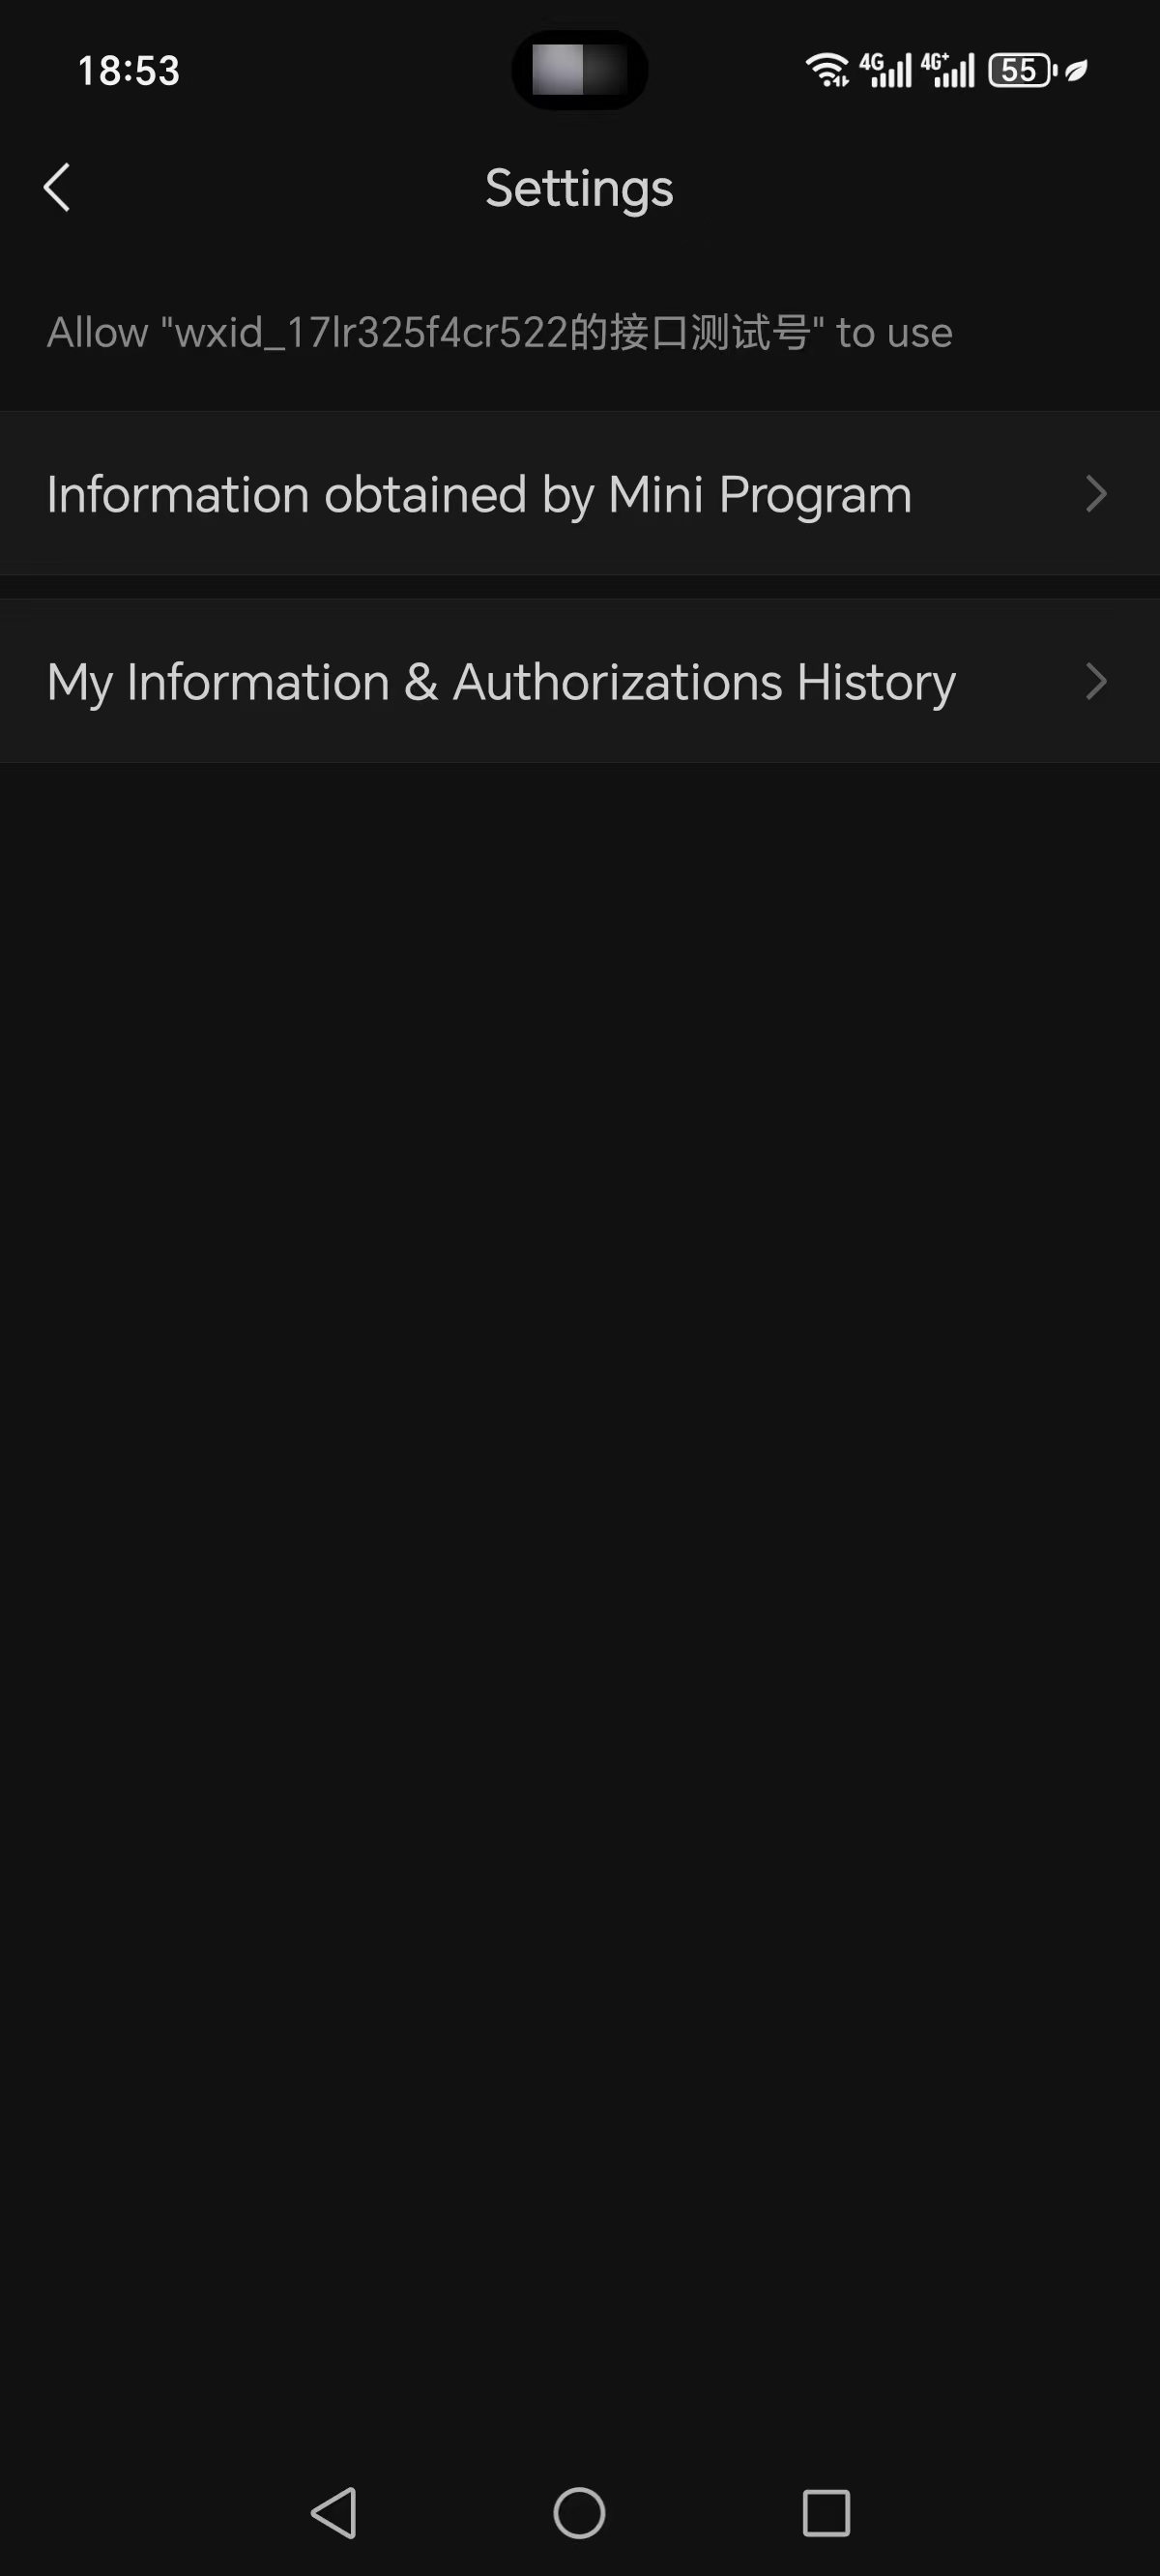 18:53
4G 4G+ 55
Settings
Allow "wxid_17lr325f4cr522的接口测试号" to use
Information obtained by Mini Program
My Information & Authorizations History